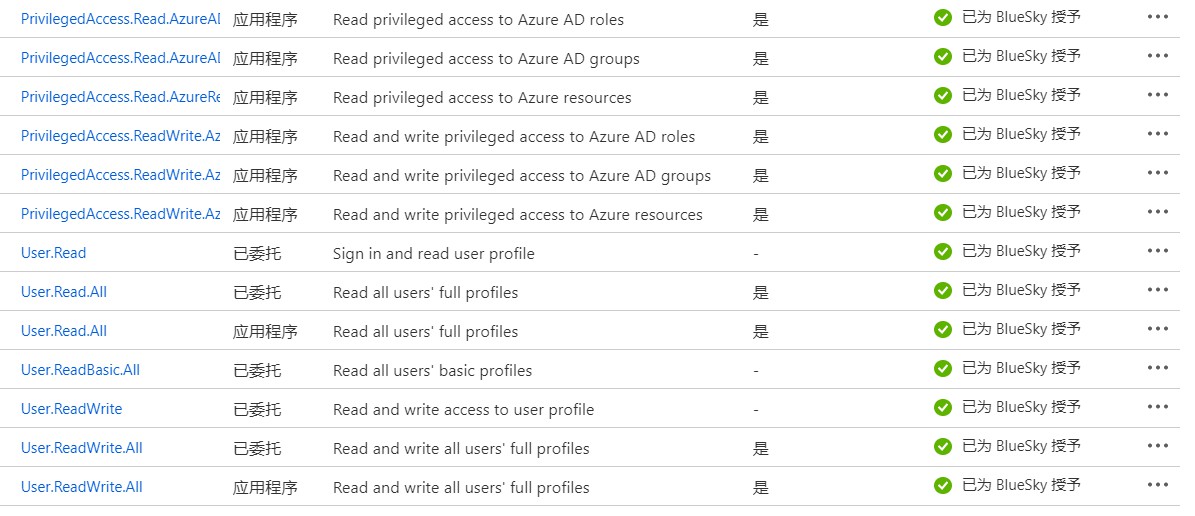 PrivilegedAccess.Read.AzureAD 应用程序 Read privileged access to Azure AD roles 是 已为 BlueSky 授予
PrivilegedAccess.Read.AzureAD 应用程序 Read privileged access to Azure AD groups 是 已为 BlueSky 授予
PrivilegedAccess.Read.AzureRe 应用程序 Read privileged access to Azure resources 是 已为 BlueSky 授予
PrivilegedAccess.ReadWrite.Az 应用程序 Read and write privileged access to Azure AD roles 是 已为 BlueSky 授予
PrivilegedAccess.ReadWrite.Az 应用程序 Read and write privileged access to Azure AD groups 是 已为 BlueSky 授予
PrivilegedAccess.ReadWrite.Az 应用程序 Read and write privileged access to Azure resources 是 已为 BlueSky 授予
User.Read 已委托 Sign in and read user profile - 已为 BlueSky 授予
User.Read.All 已委托 Read all users' full profiles 是 已为 BlueSky 授予
User.Read.All 应用程序 Read all users' full profiles 是 已为 BlueSky 授予
User.ReadBasic.All 已委托 Read all users' basic profiles - 已为 BlueSky 授予
User.ReadWrite 已委托 Read and write access to user profile - 已为 BlueSky 授予
User.ReadWrite.All 已委托 Read and write all users' full profiles 是 已为 BlueSky 授予
User.ReadWrite.All 应用程序 Read and write all users' full profiles 是 已为 BlueSky 授予